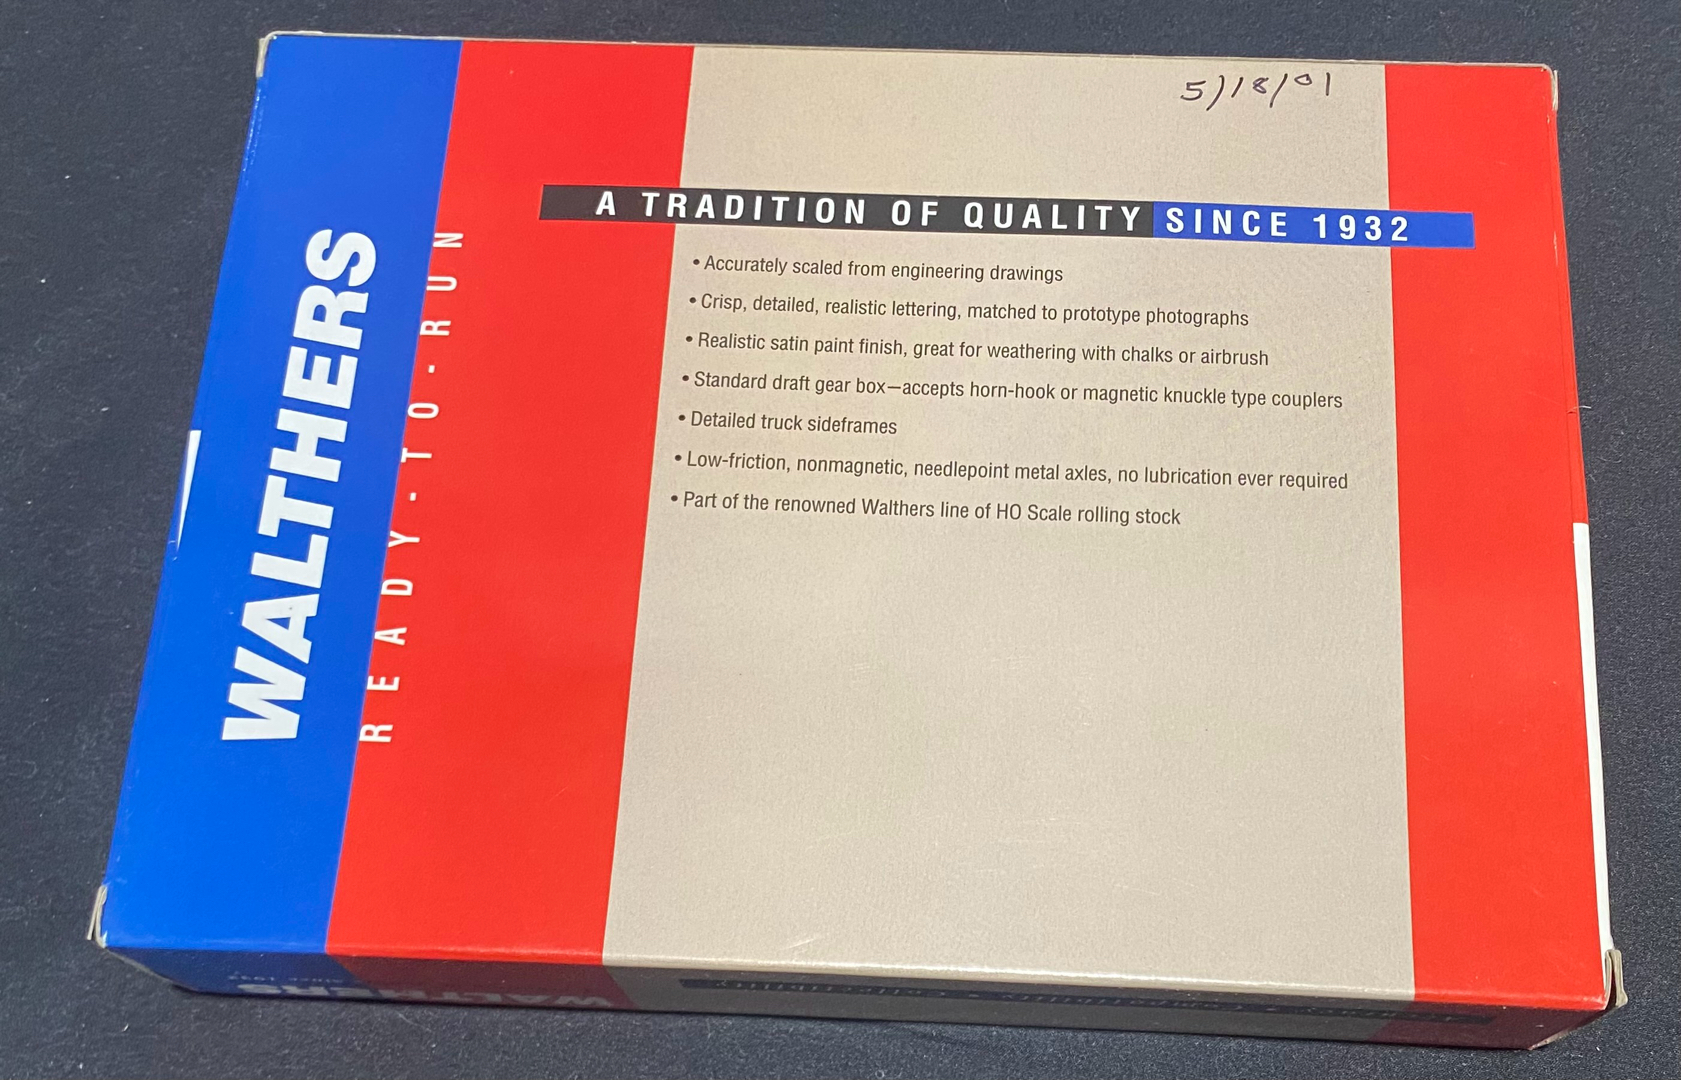 5/18/01
WALTHERS
READY-TO-RUN
A TRADITION OF QUALITY SINCE 1932
• Accurately scaled from engineering drawings
• Crisp, detailed, realistic lettering, matched to prototype photographs
• Realistic satin paint finish, great for weathering with chalks or airbrush
• Standard draft gear box—accepts horn-hook or magnetic knuckle type couplers
• Detailed truck sideframes
• Low-friction, nonmagnetic, needlepoint metal axles, no lubrication ever required
• Part of the renowned Walthers line of HO Scale rolling stock
WALTHERS
SINCE 1932